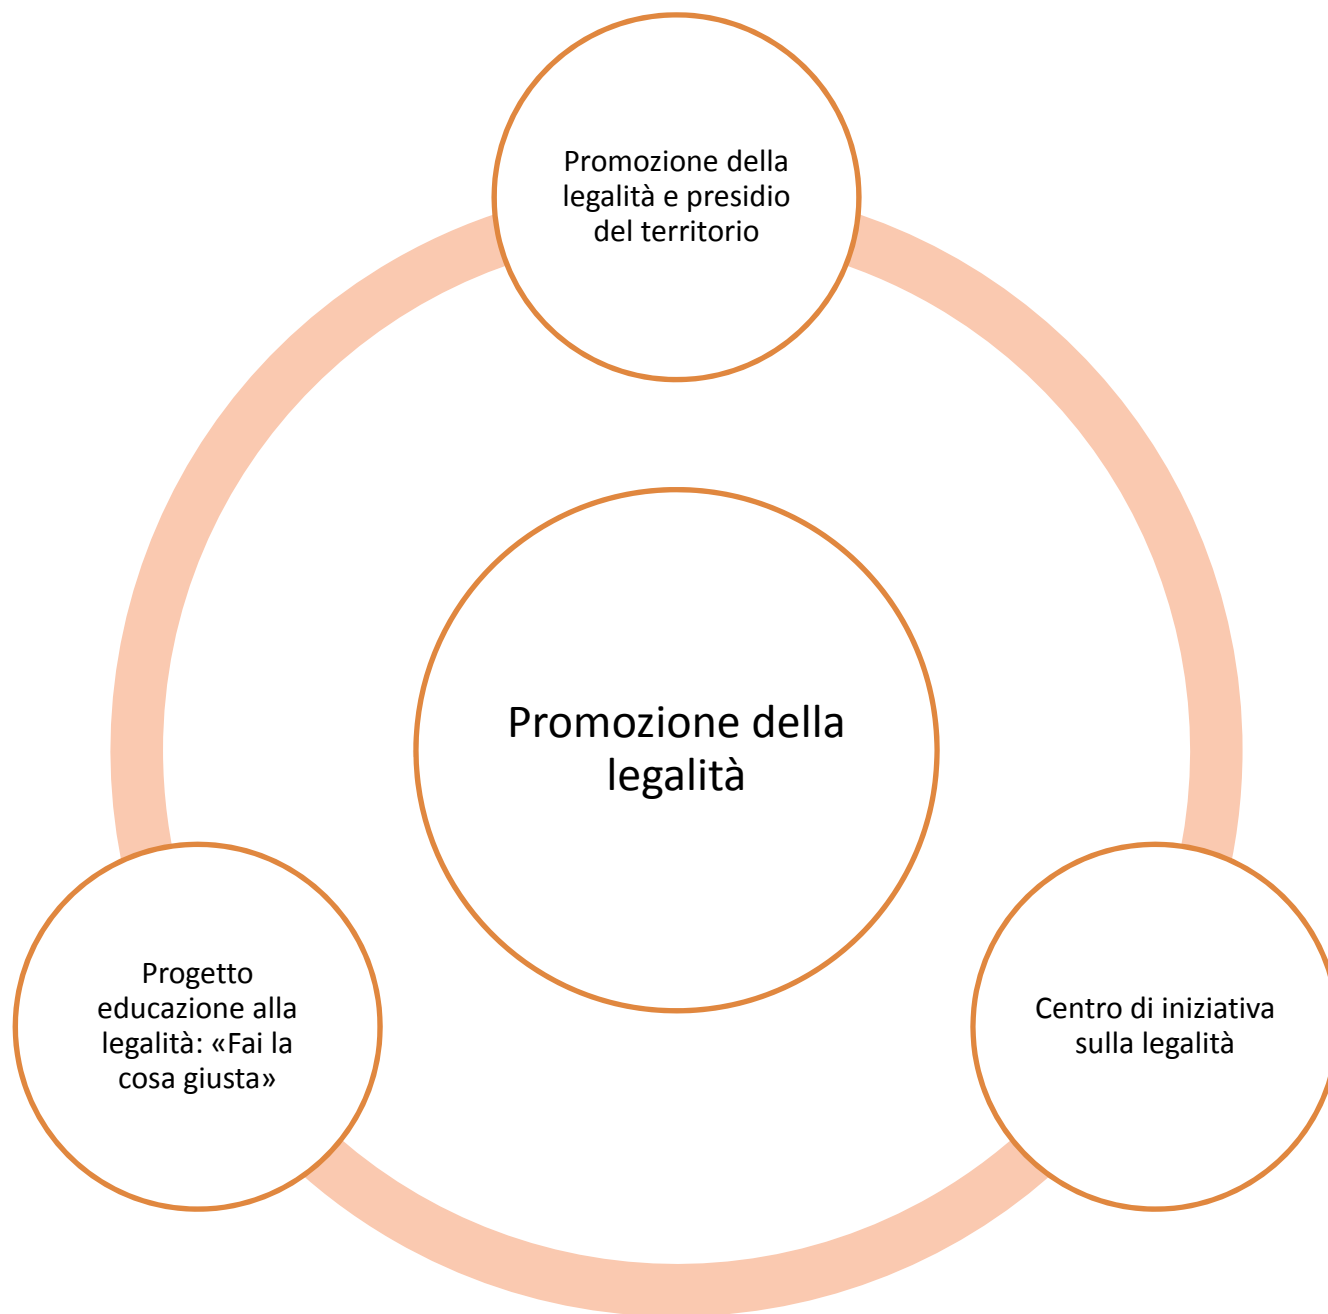 Promozione della
legalità e presidio
del territorio
Promozione della
legalità
Progetto
educazione alla
legalità: «Fai la
cosa giusta»
Centro di iniziativa
sulla legalità